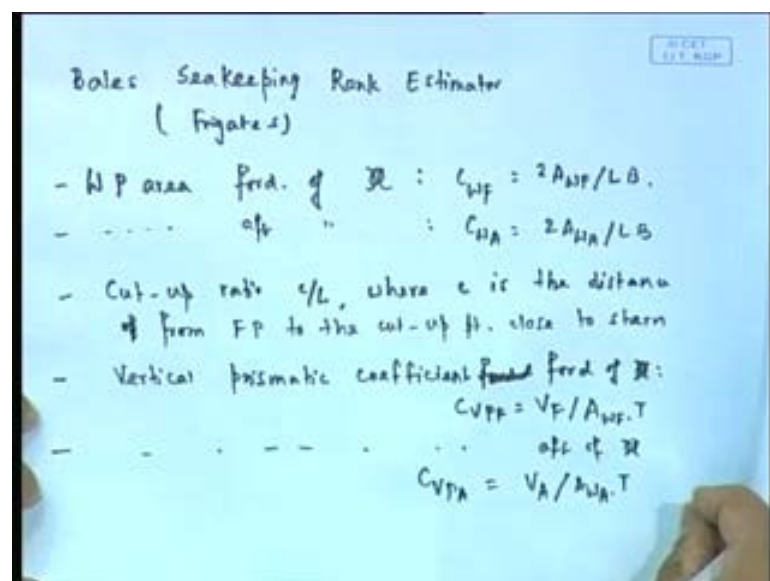 Bales Seakeeping Rank Estimator
( Frigates )
- WP area ford. of : C_WF = 2A_WF/LB.
- ..... aft " : C_WA = 2A_WA/LB
- Cut-up ratio c/L, where c is the distance
from FP to the cut-up pt. close to stern
- Vertical prismatic coefficient ford of :
C_VPF = V_F / A_WF.T
- - . - - . .. aft of
C_VPA = V_A / A_WA.T